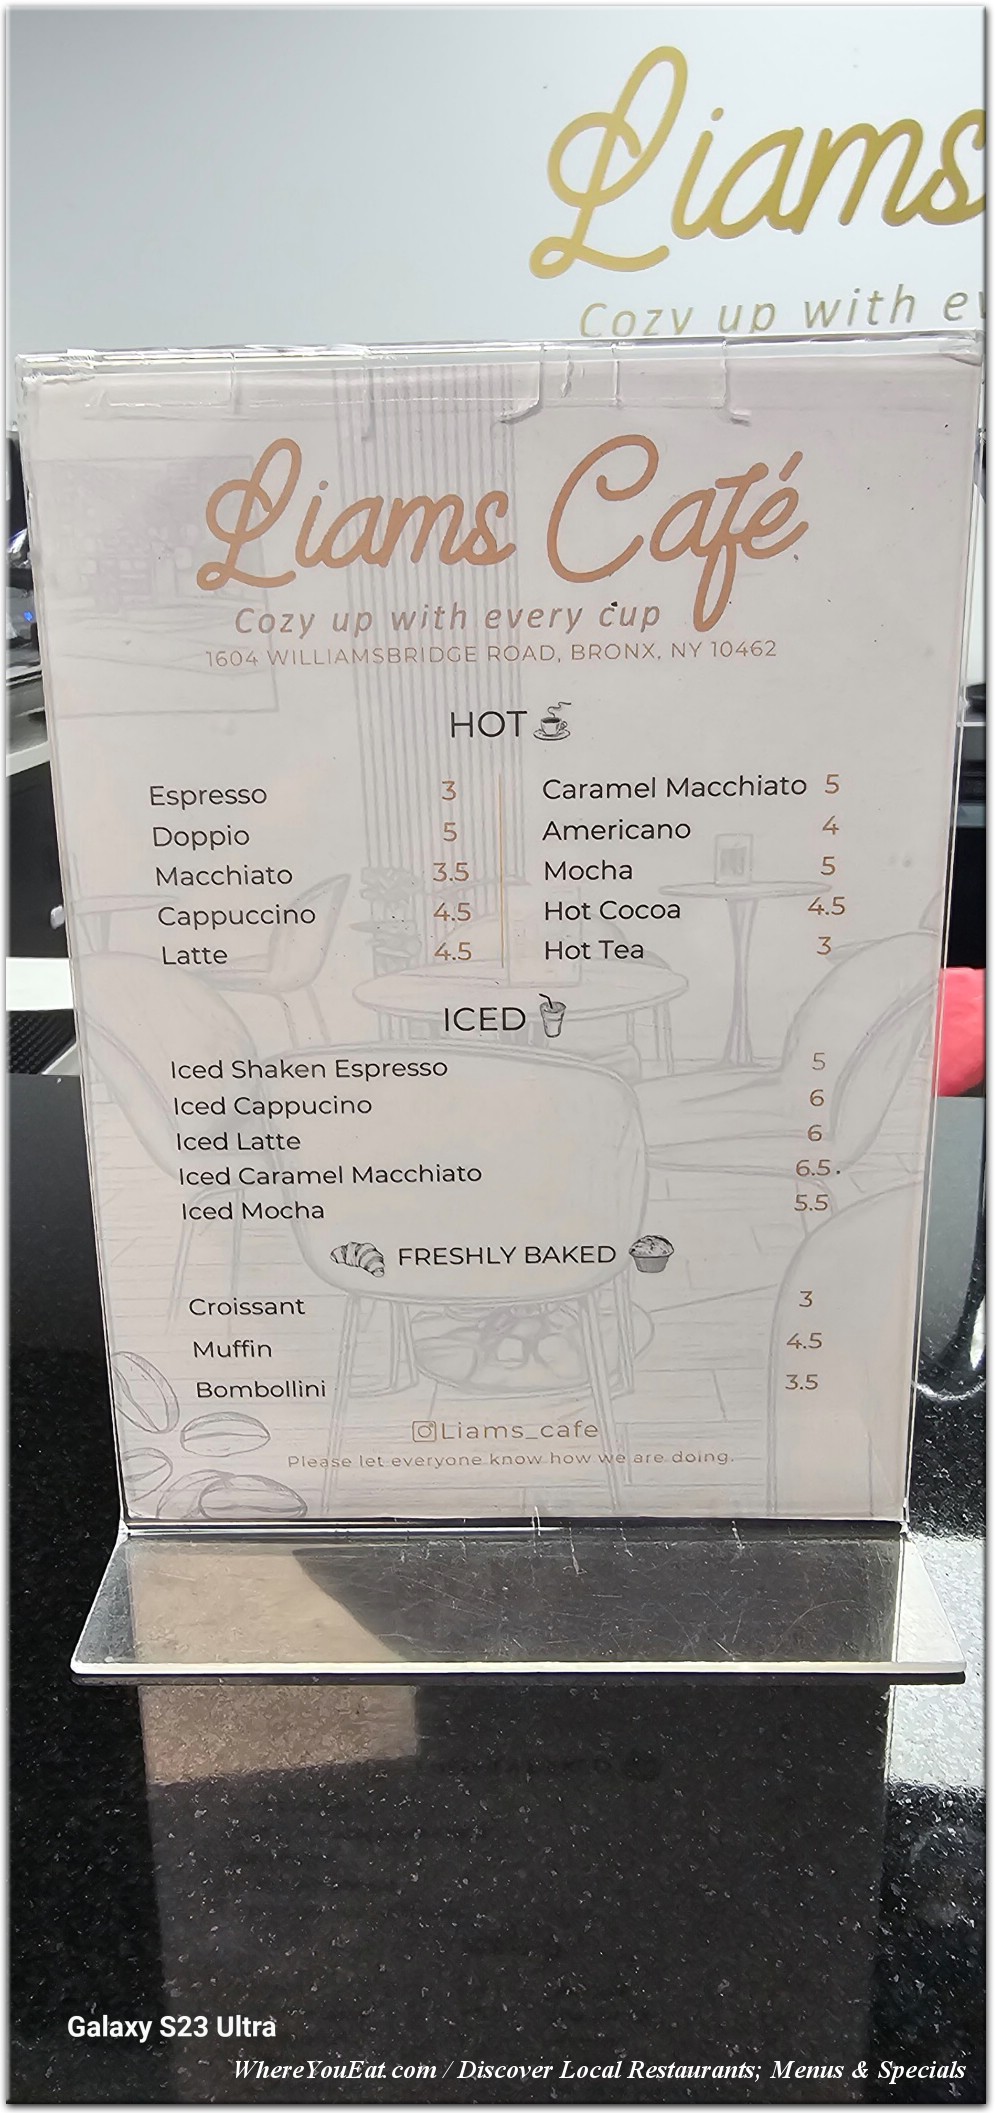 Liams
Cozy up with ev
Liams Café
Cozy up with every cup
1604 WILLIAMSBRIDGE ROAD, BRONX, NY 10462
HOT
Espresso 3
Doppio 5
Macchiato 3.5
Cappuccino 4.5
Latte 4.5
Caramel Macchiato 5
Americano 4
Mocha 5
Hot Cocoa 4.5
Hot Tea 3
ICED
Iced Shaken Espresso 5
Iced Cappucino 6
Iced Latte 6
Iced Caramel Macchiato 6.5.
Iced Mocha 5.5
FRESHLY BAKED
Croissant 3
Muffin 4.5
Bombollini 3.5
Liams_cafe
Please let everyone know how we are doing.
Galaxy S23 Ultra
WhereYouEat.com / Discover Local Restaurants; Menus & Specials